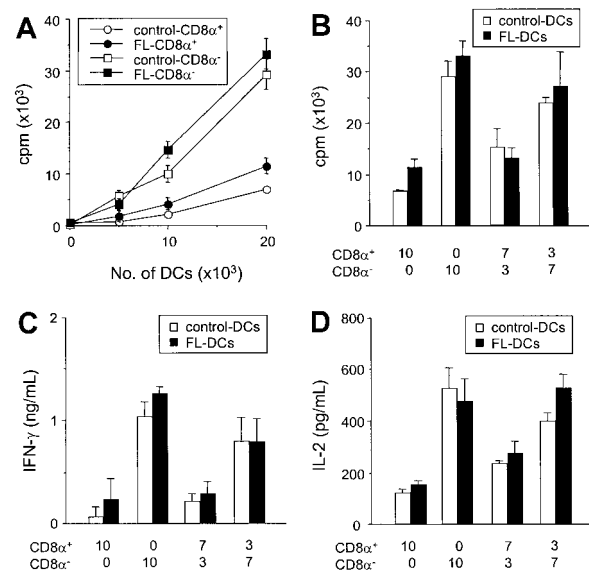 A
control-CD8α⁺
FL-CD8α⁺
control-CD8α⁻
FL-CD8α⁻
cpm (x10³)
40
30
20
10
0
0
10
20
No. of DCs (x10³)
B
control-DCs
FL-DCs
cpm (x10³)
40
30
20
10
0
CD8α⁺ 10 0 7 3
CD8α⁻ 0 10 3 7
C
control-DCs
FL-DCs
IFN-γ (ng/mL)
2
1
0
CD8α⁺ 10 0 7 3
CD8α⁻ 0 10 3 7
D
control-DCs
FL-DCs
IL-2 (pg/mL)
800
600
400
200
0
CD8α⁺ 10 0 7 3
CD8α⁻ 0 10 3 7